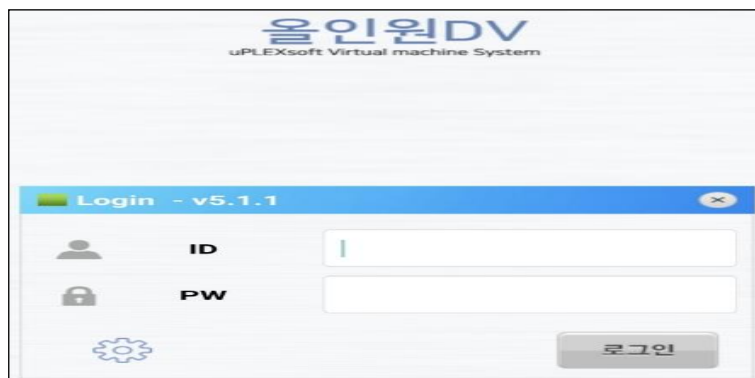 올인원DV
uPLEXsoft Virtual machine System
Login - v5.1.1
ID
PW
로그인